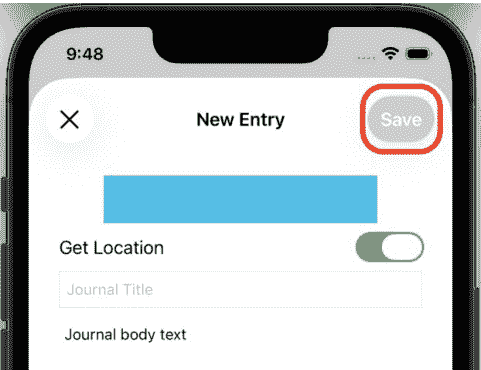 9:48
New Entry
Save
Get Location
Journal Title
Journal body text